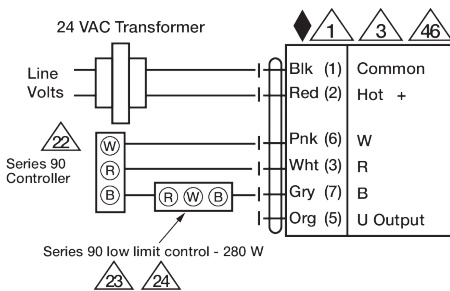 24 VAC Transformer
1 3 46
Line
Volts
Blk (1) Common
Red (2) Hot +
22
Series 90
Controller
W
R
B
Pnk (6) W
Wht (3) R
Gry (7) B
R W B
Org (5) U Output
Series 90 low limit control - 280 W
23 24